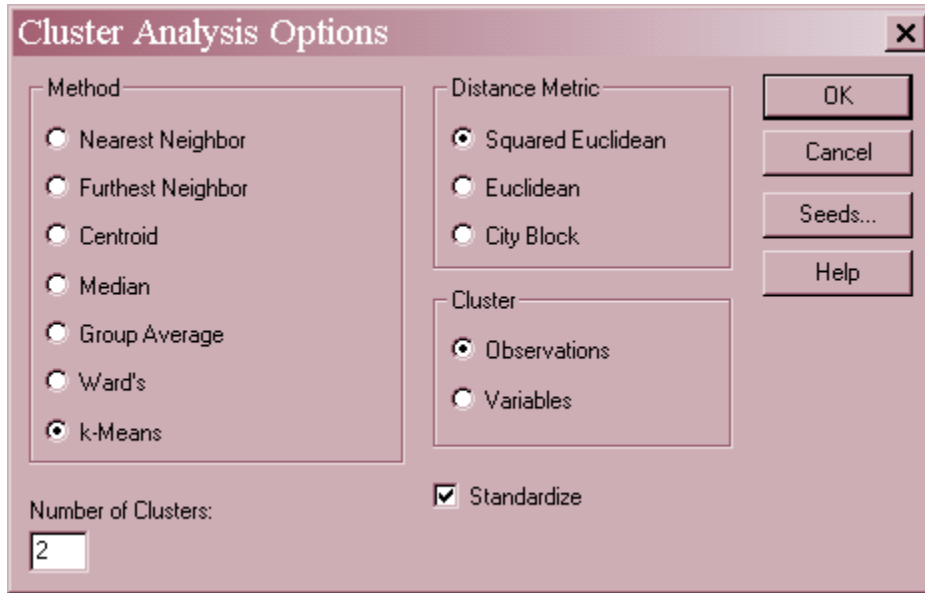 Cluster Analysis Options
Method
Nearest Neighbor
Furthest Neighbor
Centroid
Median
Group Average
Ward's
k-Means
Number of Clusters:
2
Distance Metric
Squared Euclidean
Euclidean
City Block
Cluster
Observations
Variables
Standardize
OK
Cancel
Seeds...
Help